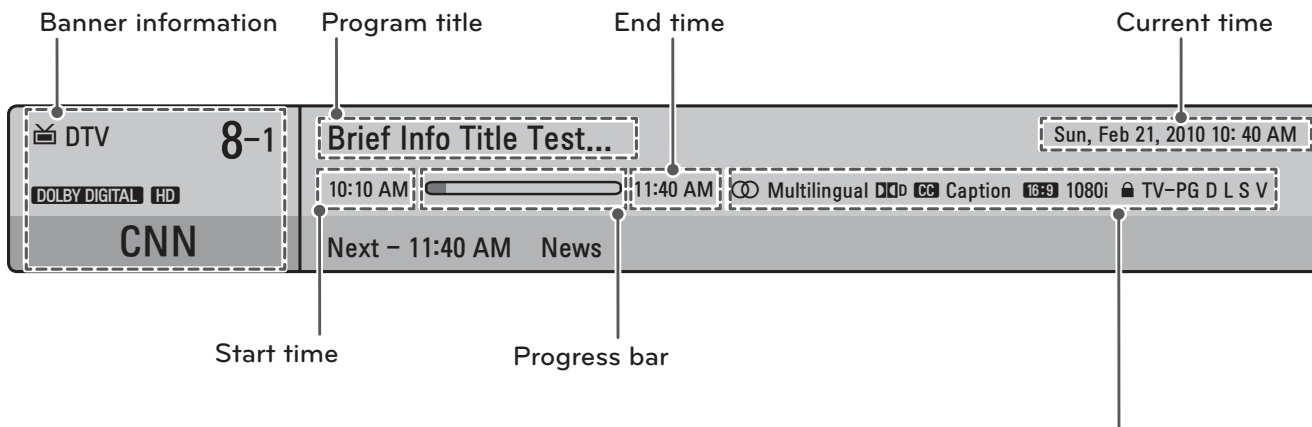 Banner information Program title End time Current time
DTV 8-1 Brief Info Title Test... Sun, Feb 21, 2010 10: 40 AM
DOLBY DIGITAL HD 10:10 AM 11:40 AM Multilingual DD D CC Caption 16:9 1080i TV-PG D L S V
CNN Next - 11:40 AM News
Start time Progress bar